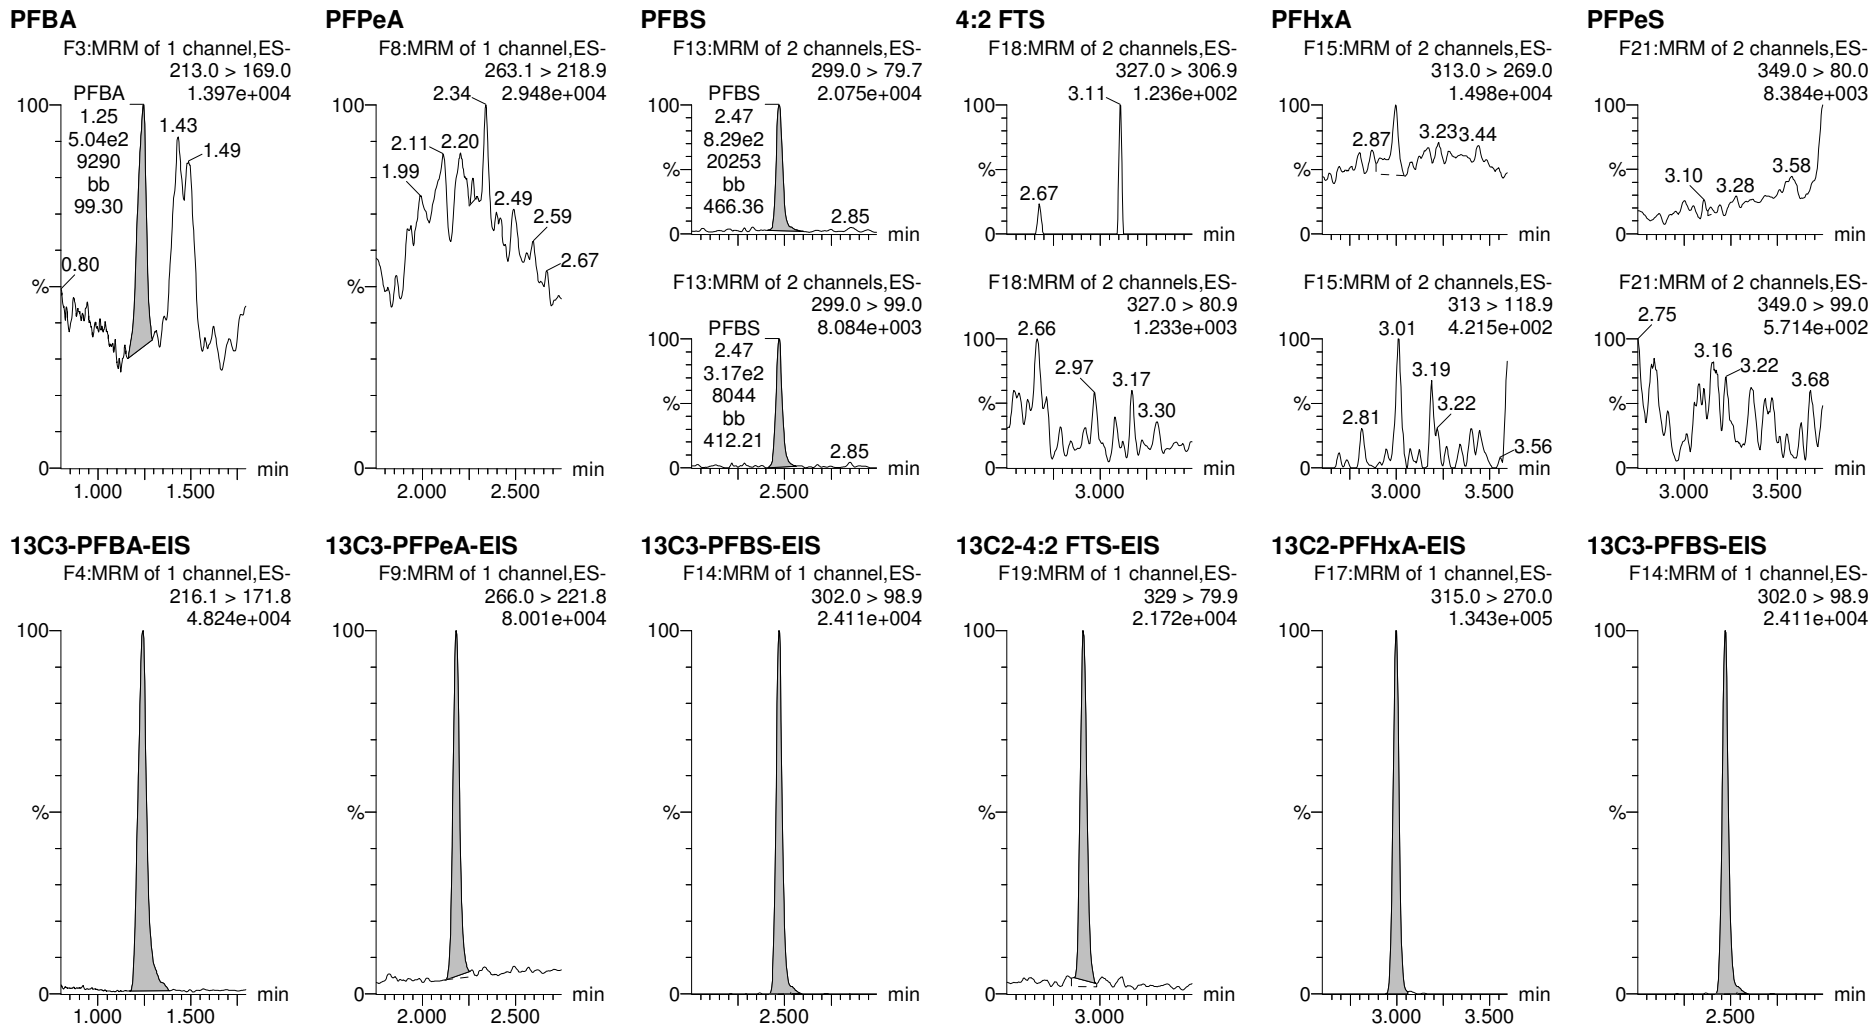 PFBA
F3:MRM of 1 channel,ES-
213.0 > 169.0
1.397e+004
100
PFBA
1.25
5.04e2
9290
bb
99.30
1.43
1.49
0.80
%
0
min
1.000
1.500
PFPeA
F8:MRM of 1 channel,ES-
263.1 > 218.9
2.948e+004
100
2.34
2.11
2.20
1.99
2.49
2.59
2.67
%
0
min
2.000
2.500
PFBS
F13:MRM of 2 channels,ES-
299.0 > 79.7
2.075e+004
100
PFBS
2.47
8.29e2
20253
bb
466.36
2.85
%
0
min
F13:MRM of 2 channels,ES-
299.0 > 99.0
8.084e+003
100
PFBS
2.47
3.17e2
8044
bb
412.21
2.85
%
0
min
2.500
4:2 FTS
F18:MRM of 2 channels,ES-
327.0 > 306.9
1.236e+002
100
3.11
2.67
%
0
min
F18:MRM of 2 channels,ES-
327.0 > 80.9
1.233e+003
100
2.66
2.97
3.17
3.30
%
0
min
3.000
PFHxA
F15:MRM of 2 channels,ES-
313.0 > 269.0
1.498e+004
100
2.87
3.23
3.44
%
0
min
F15:MRM of 2 channels,ES-
313 > 118.9
4.215e+002
100
3.01
3.19
3.22
2.81
3.56
%
0
min
3.000
3.500
PFPeS
F21:MRM of 2 channels,ES-
349.0 > 80.0
8.384e+003
100
3.10
3.28
3.58
%
0
min
F21:MRM of 2 channels,ES-
349.0 > 99.0
5.714e+002
2.75
100
3.16
3.22
3.68
%
0
min
3.000
3.500
13C3-PFBA-EIS
F4:MRM of 1 channel,ES-
216.1 > 171.8
4.824e+004
100
%
0
min
1.000
1.500
13C3-PFPeA-EIS
F9:MRM of 1 channel,ES-
266.0 > 221.8
8.001e+004
100
%
0
min
2.000
2.500
13C3-PFBS-EIS
F14:MRM of 1 channel,ES-
302.0 > 98.9
2.411e+004
100
%
0
min
2.500
13C2-4:2 FTS-EIS
F19:MRM of 1 channel,ES-
329 > 79.9
2.172e+004
100
%
0
min
3.000
13C2-PFHxA-EIS
F17:MRM of 1 channel,ES-
315.0 > 270.0
1.343e+005
100
%
0
min
3.000
3.500
13C3-PFBS-EIS
F14:MRM of 1 channel,ES-
302.0 > 98.9
2.411e+004
100
%
0
min
2.500